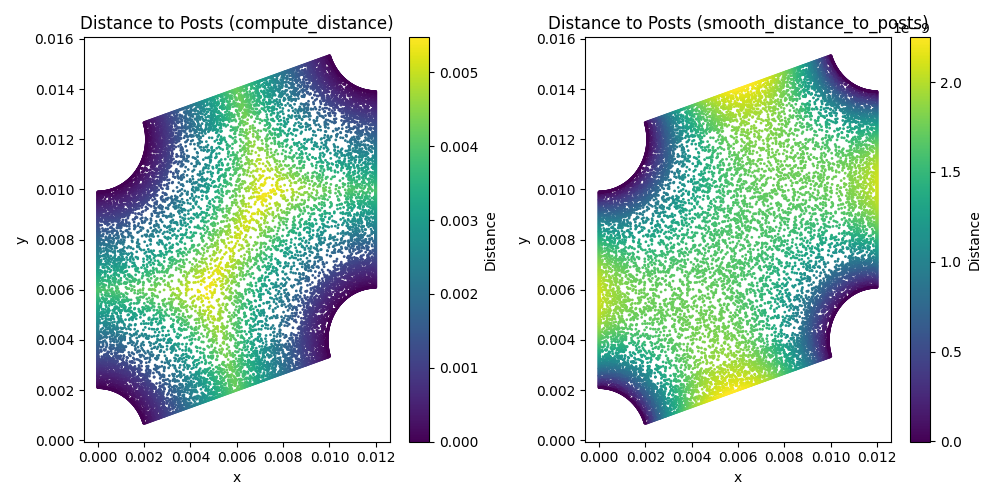 Distance to Posts (compute_distance)
0.016
0.014
0.012
0.010
0.008
0.006
0.004
0.002
0.000
y
0.000 0.002 0.004 0.006 0.008 0.010 0.012
x
0.005
0.004
0.003
0.002
0.001
0.000
Distance
Distance to Posts (smooth_distance_to_posts)
1e−9
0.016
0.014
0.012
0.010
0.008
0.006
0.004
0.002
0.000
y
0.000 0.002 0.004 0.006 0.008 0.010 0.012
x
2.0
1.5
1.0
0.5
0.0
Distance